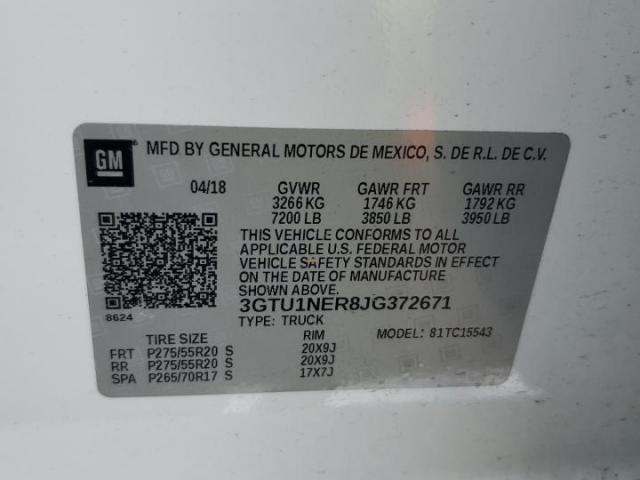 GM MFD BY GENERAL MOTORS DE MEXICO, S. DE R.L. DE C.V.
04/18 GVWR GAWR FRT GAWR RR
3266 KG 1746 KG 1792 KG
7200 LB 3850 LB 3950 LB
THIS VEHICLE CONFORMS TO ALL
APPLICABLE U.S. FEDERAL MOTOR
VEHICLE SAFETY STANDARDS IN EFFECT
ON THE DATE OF MANUFACTURE
SHOWN ABOVE.
8624
3GTU1NER8JG372671
TYPE: TRUCK MODEL: 81TC15543
TIRE SIZE RIM
FRT P275/55R20 S 20X9J
RR P275/55R20 S 20X9J
SPA P265/70R17 S 17X7J